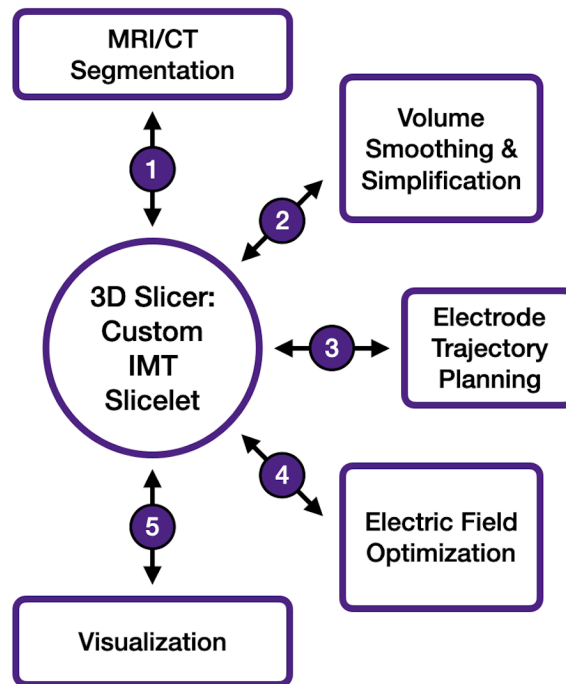 MRI/CT
Segmentation
1
Volume
Smoothing &
Simplification
2
3D Slicer:
Custom
IMT
Slicelet
3
Electrode
Trajectory
Planning
4
Electric Field
Optimization
5
Visualization